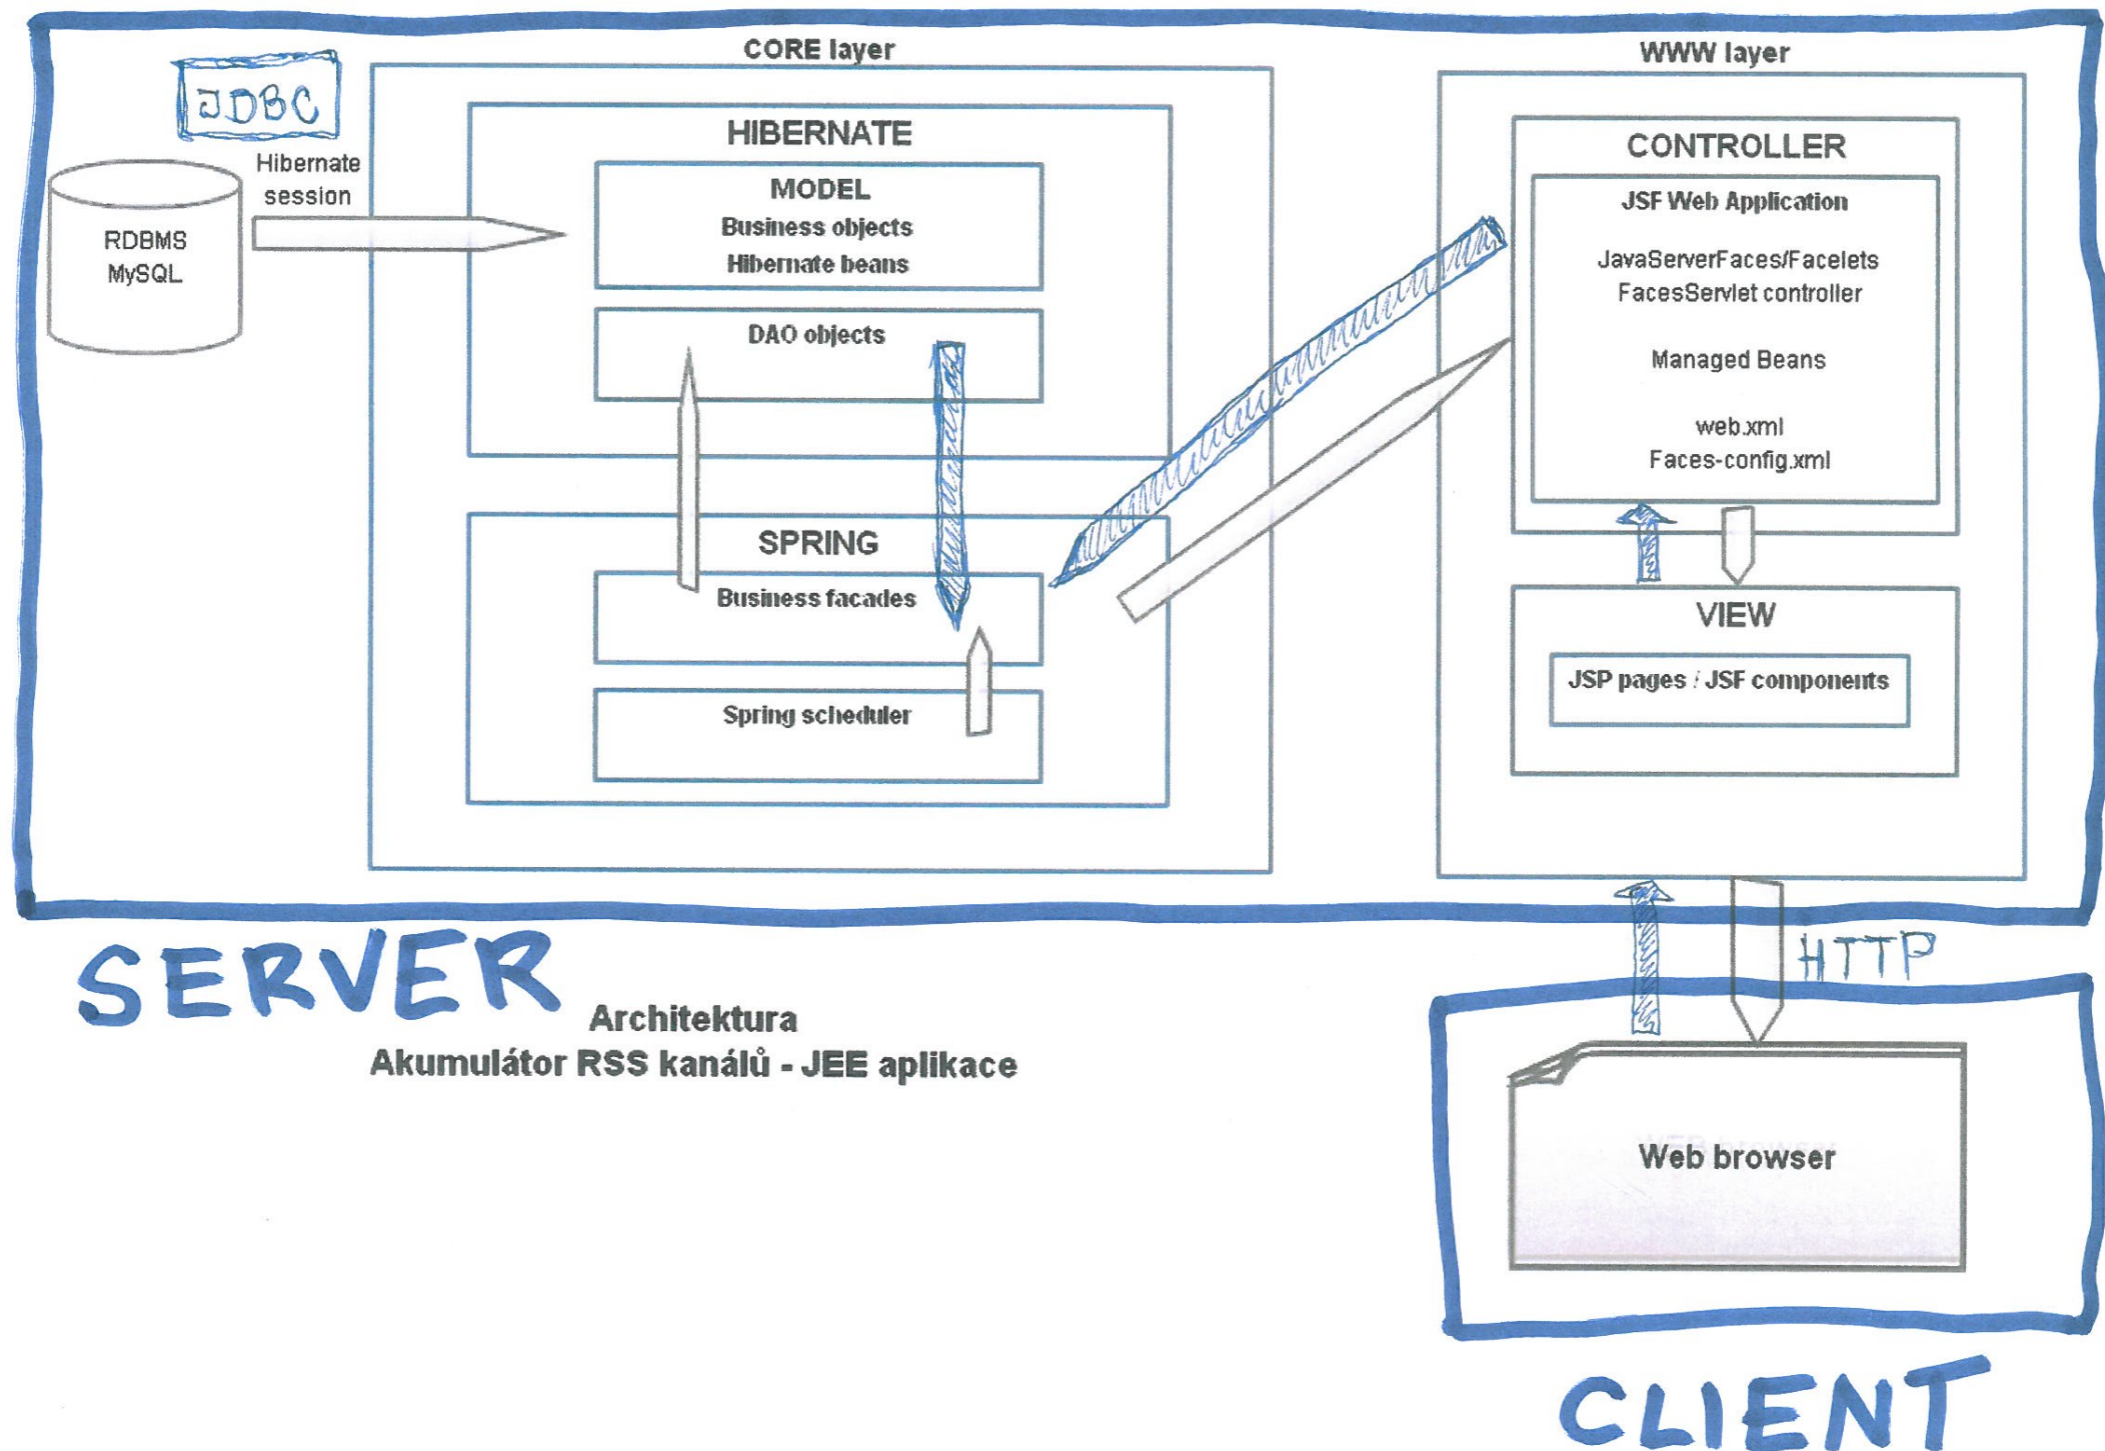 CORE layer
WWW layer
JDBC
Hibernate
session
RDBMS
MySQL
HIBERNATE
MODEL
Business objects
Hibernate beans
DAO objects
SPRING
Business facades
Spring scheduler
CONTROLLER
JSF Web Application
JavaServerFaces/Facelets
FacesServlet controller
Managed Beans
web.xml
Faces-config.xml
VIEW
JSP pages / JSF components
SERVER
HTTP
Architektura
Akumulátor RSS kanálů - JEE aplikace
WEB browser
Web browser
CLIENT